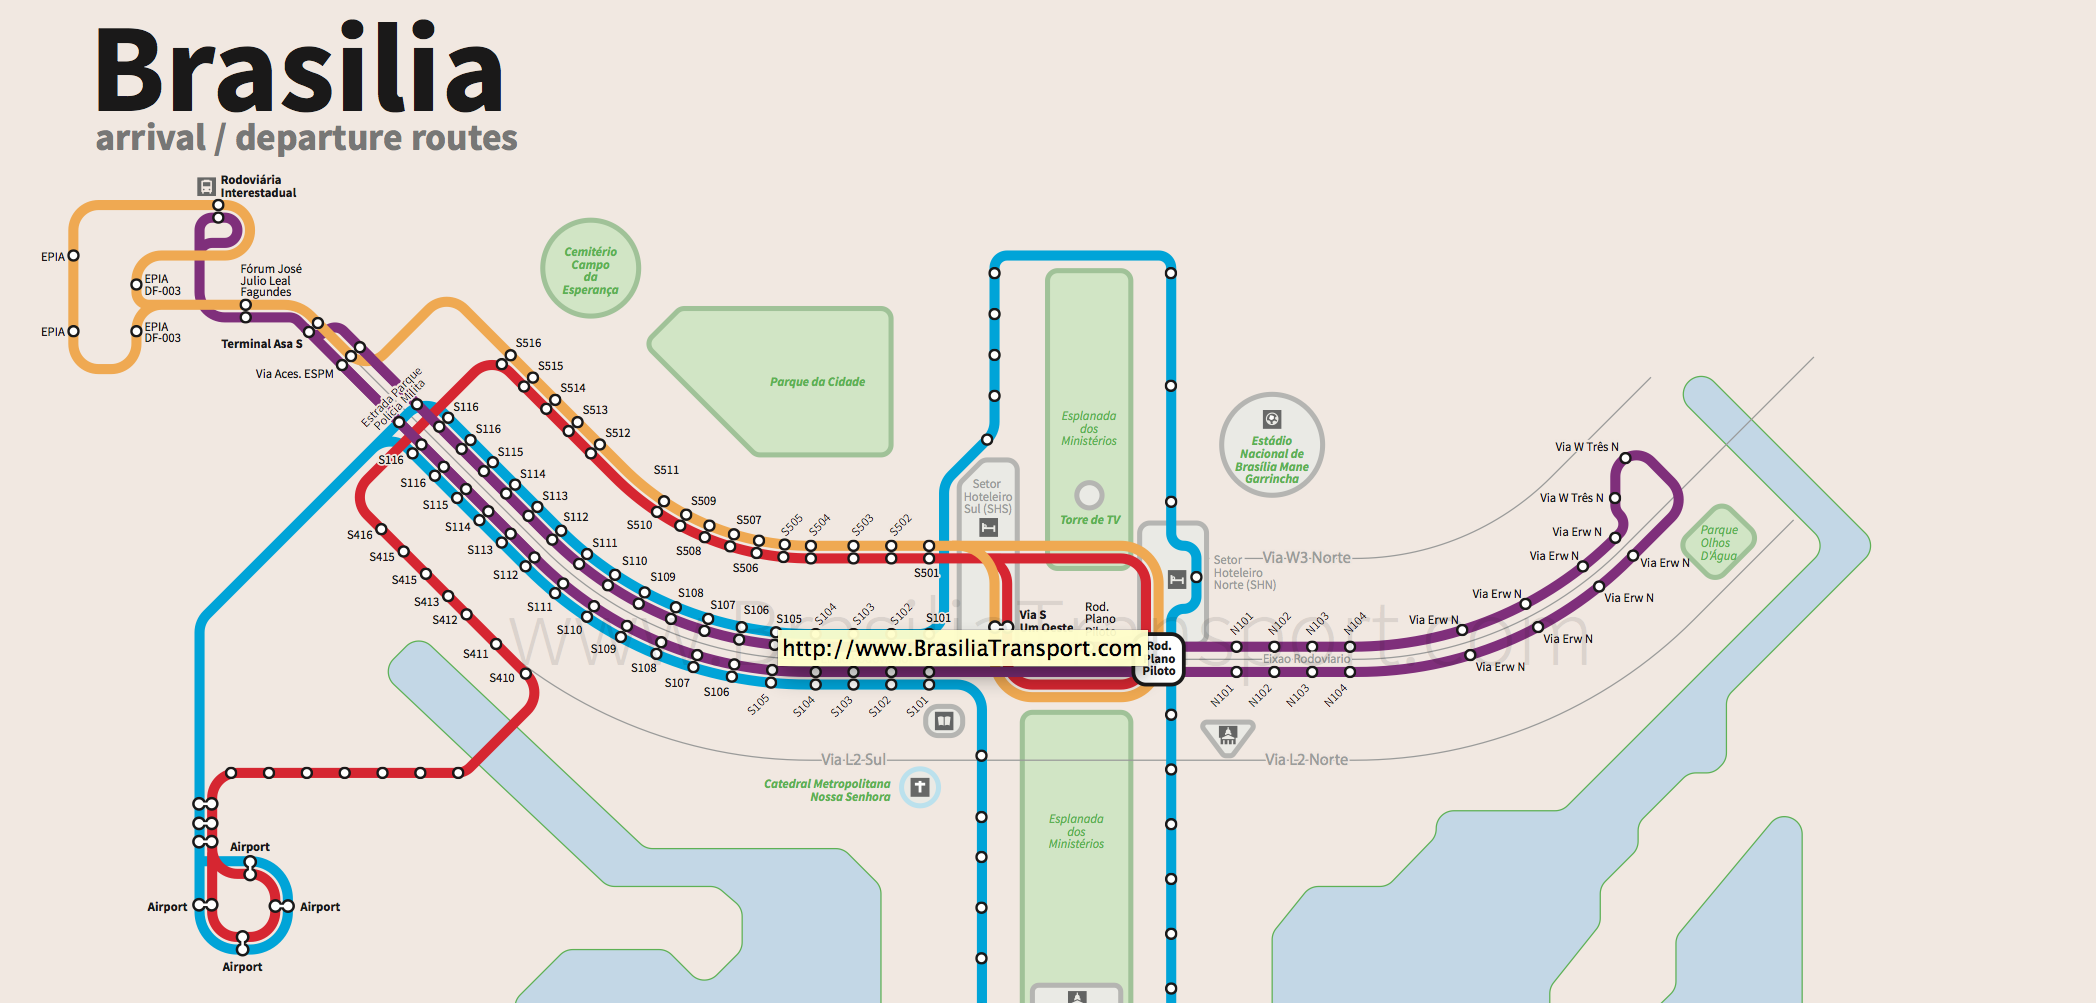 Brasilia
arrival / departure routes
Rodoviária
Interestadual
EPIA
EPIA
DF-003
Fórum José
Julio Leal
Fagundes
EPIA
EPIA
DF-003
Terminal Asa S
Via Aces. ESPM
Estrada Parque
Polícia Milita
Cemitério
Campo
da
Esperança
Parque da Cidade
S516
S515
S514
S513
S512
S511
S510
S509
S508
S507
S506
S505
S504
S503
S502
S501
S116
S116
S115
S114
S113
S112
S111
S110
S109
S108
S107
S106
S105
S104
S103
S102
S101
S116
S116
S115
S114
S113
S112
S111
S110
S109
S108
S107
S106
S105
S104
S103
S102
S101
S416
S415
S415
S413
S412
S411
S410
Airport
Airport
Airport
Airport
Setor
Hoteleiro
Sul (SHS)
Esplanada
dos
Ministérios
Torre de TV
Estádio
Nacional de
Brasília Mane
Garrincha
Setor
Hoteleiro
Norte (SHN)
Via W3 Norte
Via S
Um Oeste
Rod.
Plano
http://www.BrasiliaTransport.com
www.BrasiliaTransport.com
Rod.
Plano
Piloto
N101
N102
N103
N104
Eixao Rodoviario
N101
N102
N103
N104
Via W Três N
Via W Três N
Via Erw N
Via Erw N
Via Erw N
Via Erw N
Via Erw N
Via Erw N
Via Erw N
Via Erw N
Parque
Olhos
D'Água
Via L2 Sul
Via L2 Norte
Catedral Metropolitana
Nossa Senhora
Esplanada
dos
Ministérios